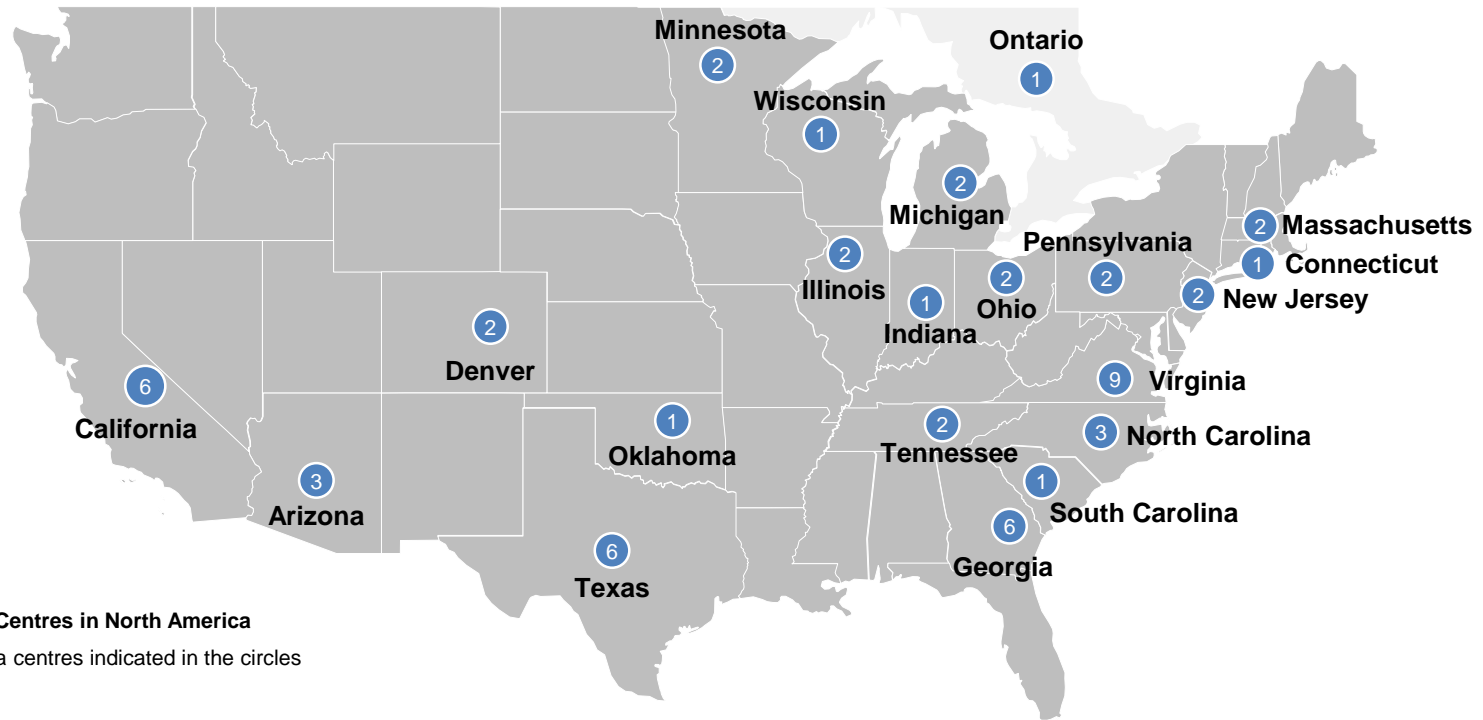 Minnesota
2
Ontario
1
Wisconsin
1
2
Michigan
2
Massachusetts
Pennsylvania
2
1
Connecticut
2
Illinois
2
Ohio
2
New Jersey
1
Indiana
2
Denver
9
Virginia
6
California
1
Oklahoma
2
Tennessee
3
North Carolina
3
Arizona
1
South Carolina
6
Georgia
6
Texas
Centres in North America
a centres indicated in the circles